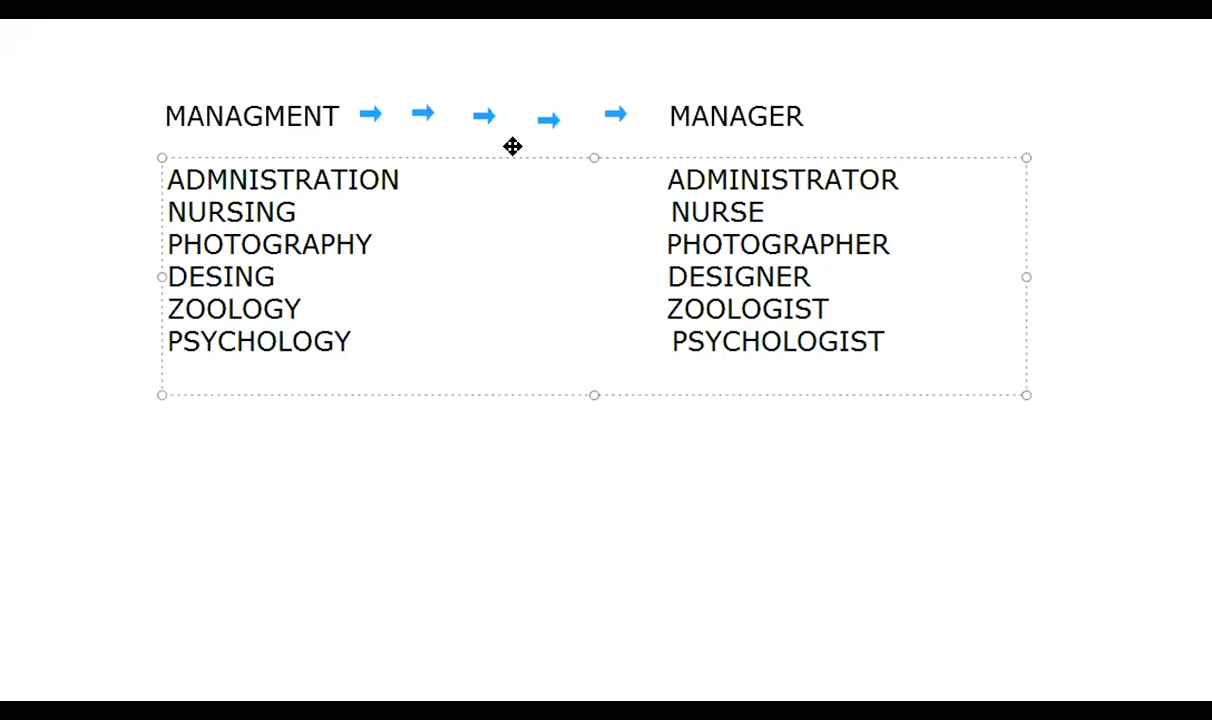 MANAGMENT MANAGER
ADMNISTRATION ADMINISTRATOR
NURSING NURSE
PHOTOGRAPHY PHOTOGRAPHER
DESING DESIGNER
ZOOLOGY ZOOLOGIST
PSYCHOLOGY PSYCHOLOGIST